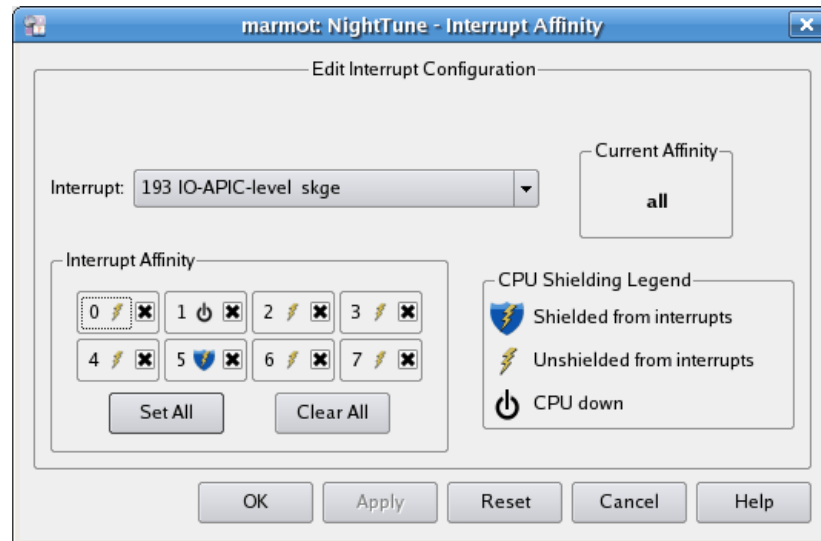 marmot: NightTune - Interrupt Affinity
Edit Interrupt Configuration
Current Affinity
Interrupt: 193 IO-APIC-level skge
all
Interrupt Affinity
0 1 2 3
4 5 6 7
Set All Clear All
CPU Shielding Legend
Shielded from interrupts
Unshielded from interrupts
CPU down
OK Apply Reset Cancel Help